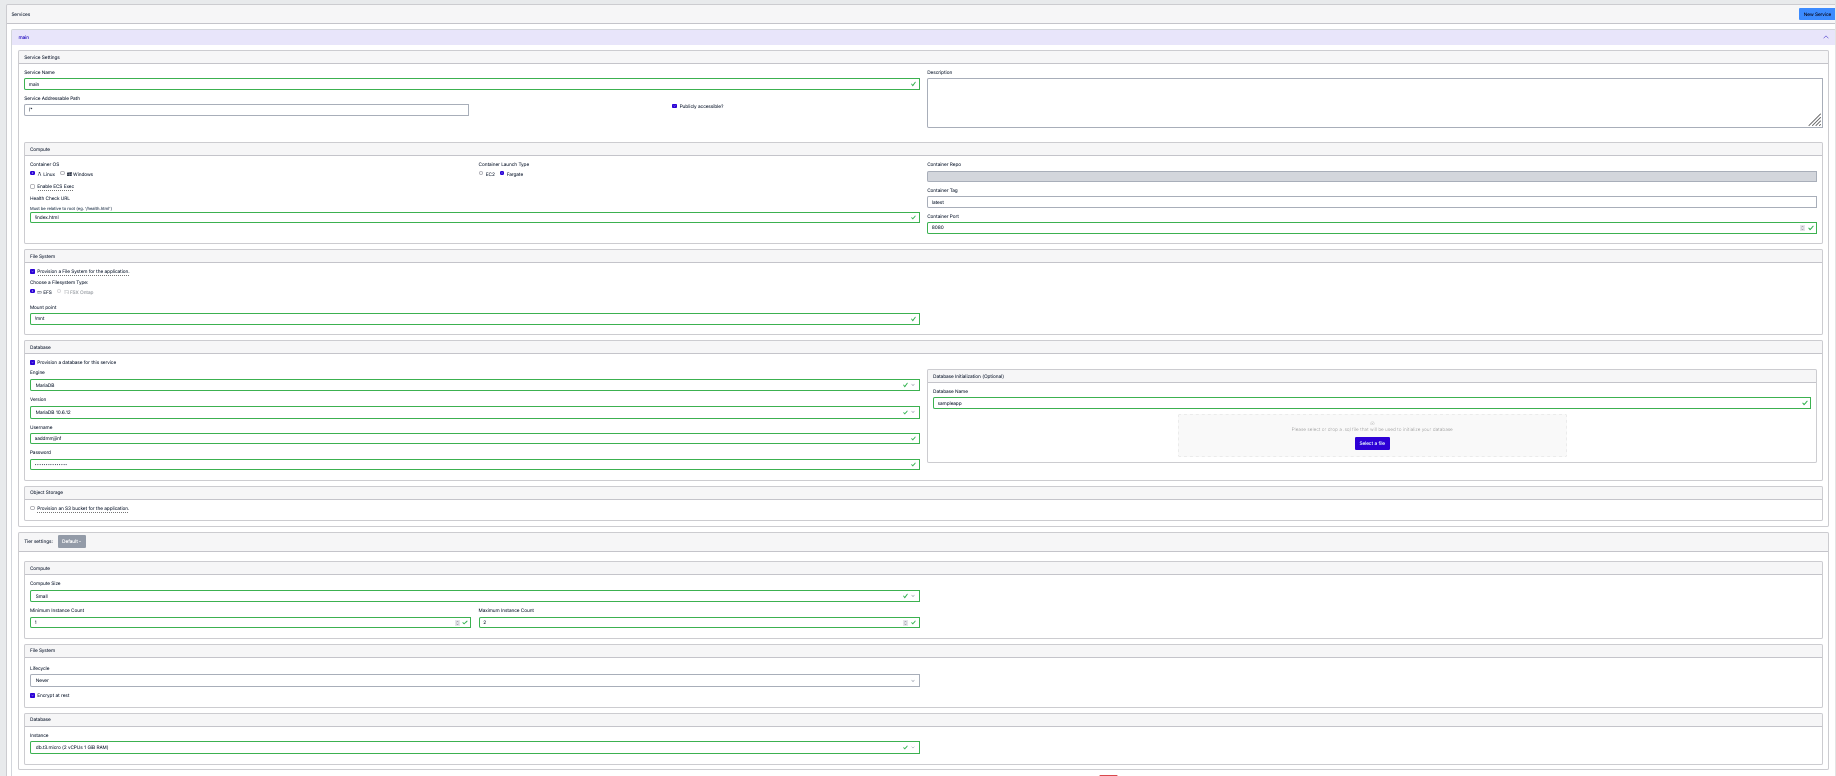 Services
New Service
main
Service Settings
Service Name
Description
main
Service Addressable Path
/*
Publicly accessible?
Compute
Container OS
Container Launch Type
Container Repo
Linux
Windows
EC2
Fargate
Enable ECS Exec
Container Tag
Health Check URL
latest
Must be relative to root (eg. '/health.html')
/index.html
Container Port
8080
File System
Provision a File System for the application.
Choose a Filesystem Type:
EFS
Mount point
/mnt
Database
Provision a database for this service
Engine
MariaDB
Database Initialization (Optional)
Version
Database Name
MariaDB 10.6.12
sampleapp
Username
Please select or drop a .sql file that will be used to initialize your database
Select a file
Password
Object Storage
Provision an S3 bucket for the application.
Tier settings:
Default
Compute
Compute Size
Small
Minimum Instance Count
Maximum Instance Count
1
2
File System
Lifecycle
Never
Encrypt at rest
Database
Instance
db.t3.micro (2 vCPUs 1 GiB RAM)